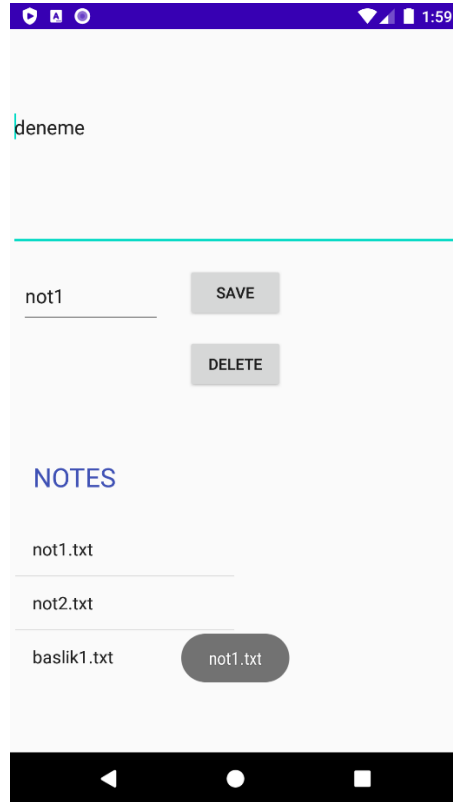 1:59
deneme
not1
SAVE
DELETE
NOTES
not1.txt
not2.txt
baslik1.txt
not1.txt